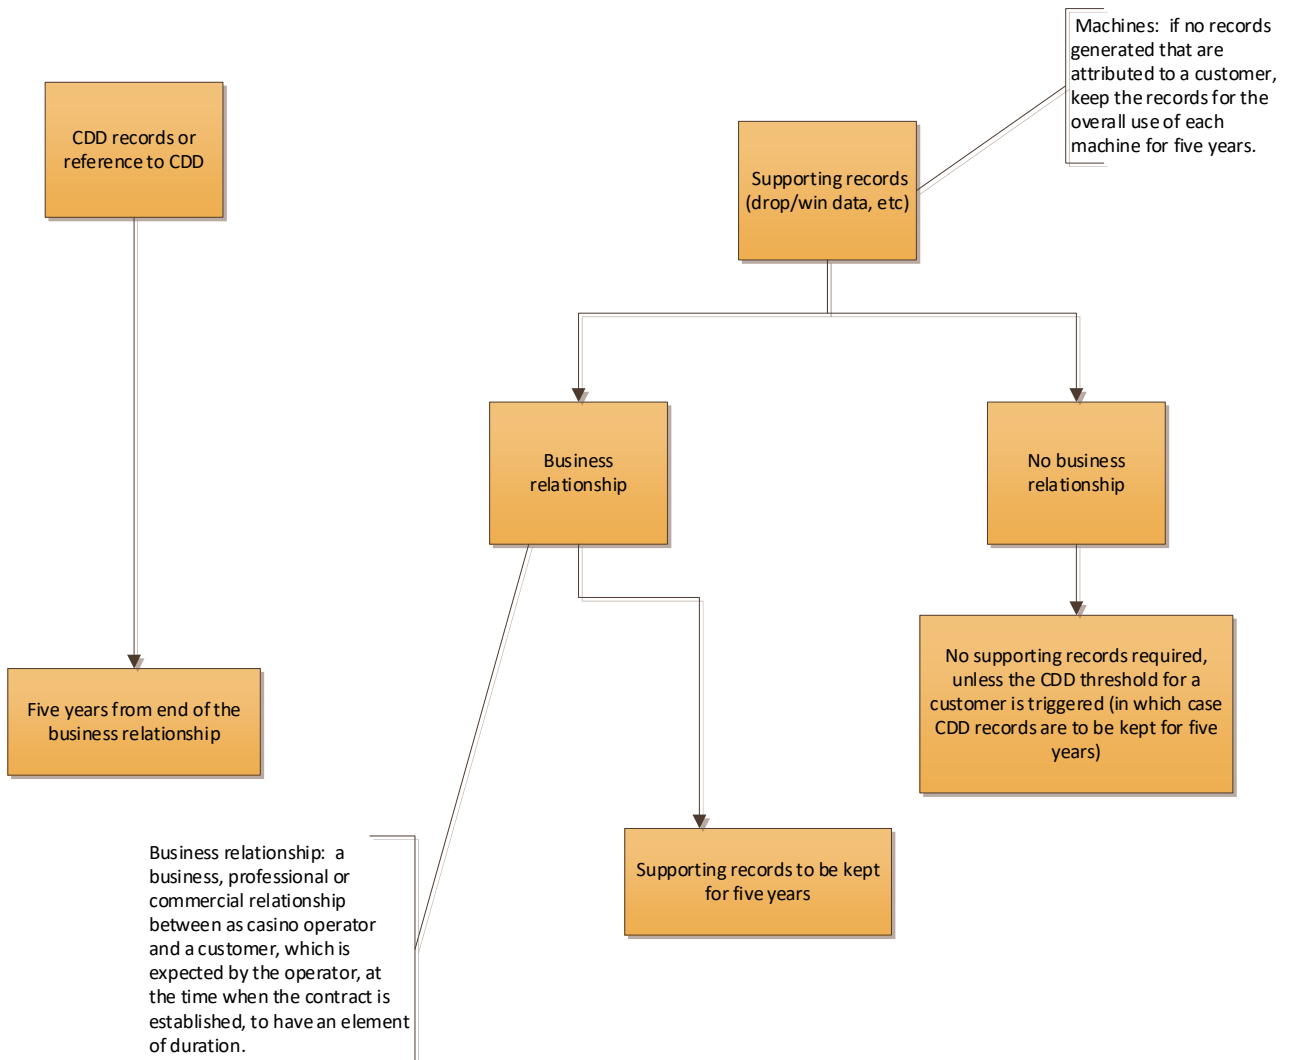 Machines:  if no records
generated that are
attributed to a customer,
keep the records for the
overall use of each
machine for five years.
CDD records or
reference to CDD
Supporting records
(drop/win data, etc)
Business
relationship
No business
relationship
No supporting records required,
unless the CDD threshold for a
customer is triggered (in which case
CDD records are to be kept for five
years)
Five years from end of the
business relationship
Supporting records to be kept
for five years
Business relationship:  a
business, professional or
commercial relationship
between as casino operator
and a customer, which is
expected by the operator, at
the time when the contract is
established, to have an element
of duration.